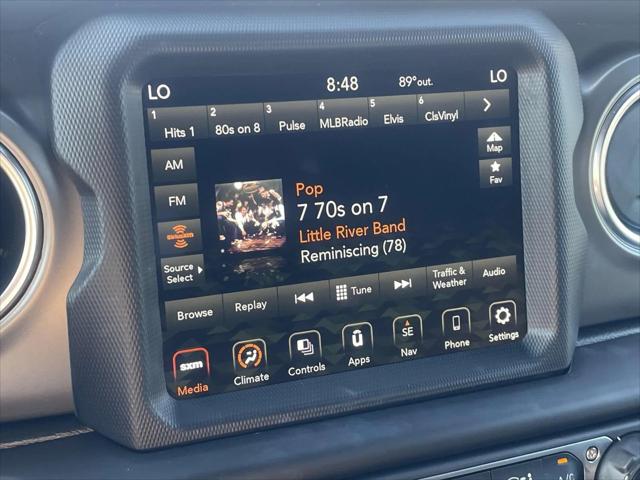 LO 8:48 89°out. LO
1 Hits 1
2 80s on 8
3 Pulse
4 MLBRadio
5 Elvis
6 ClsVinyl
AM
FM
siriusxm
Source Select
Map
Fav
Pop
7 70s on 7
Little River Band
Reminiscing (78)
Browse
Replay
Tune
Traffic & Weather
Audio
sxm
Media
Climate
Controls
Apps
SE
Nav
Phone
Settings
A/C